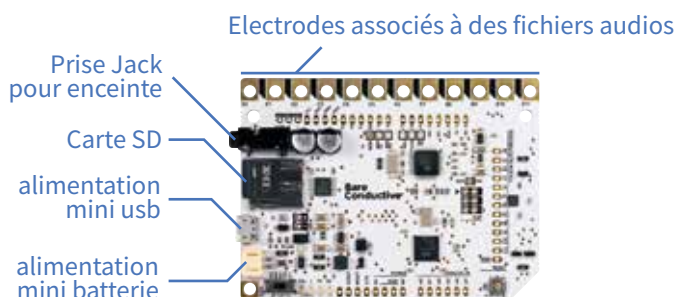 Electrodes associés à des fichiers audios
Prise Jack
pour enceinte
Carte SD
alimentation
mini usb
alimentation
mini batterie
Bare
Conductive